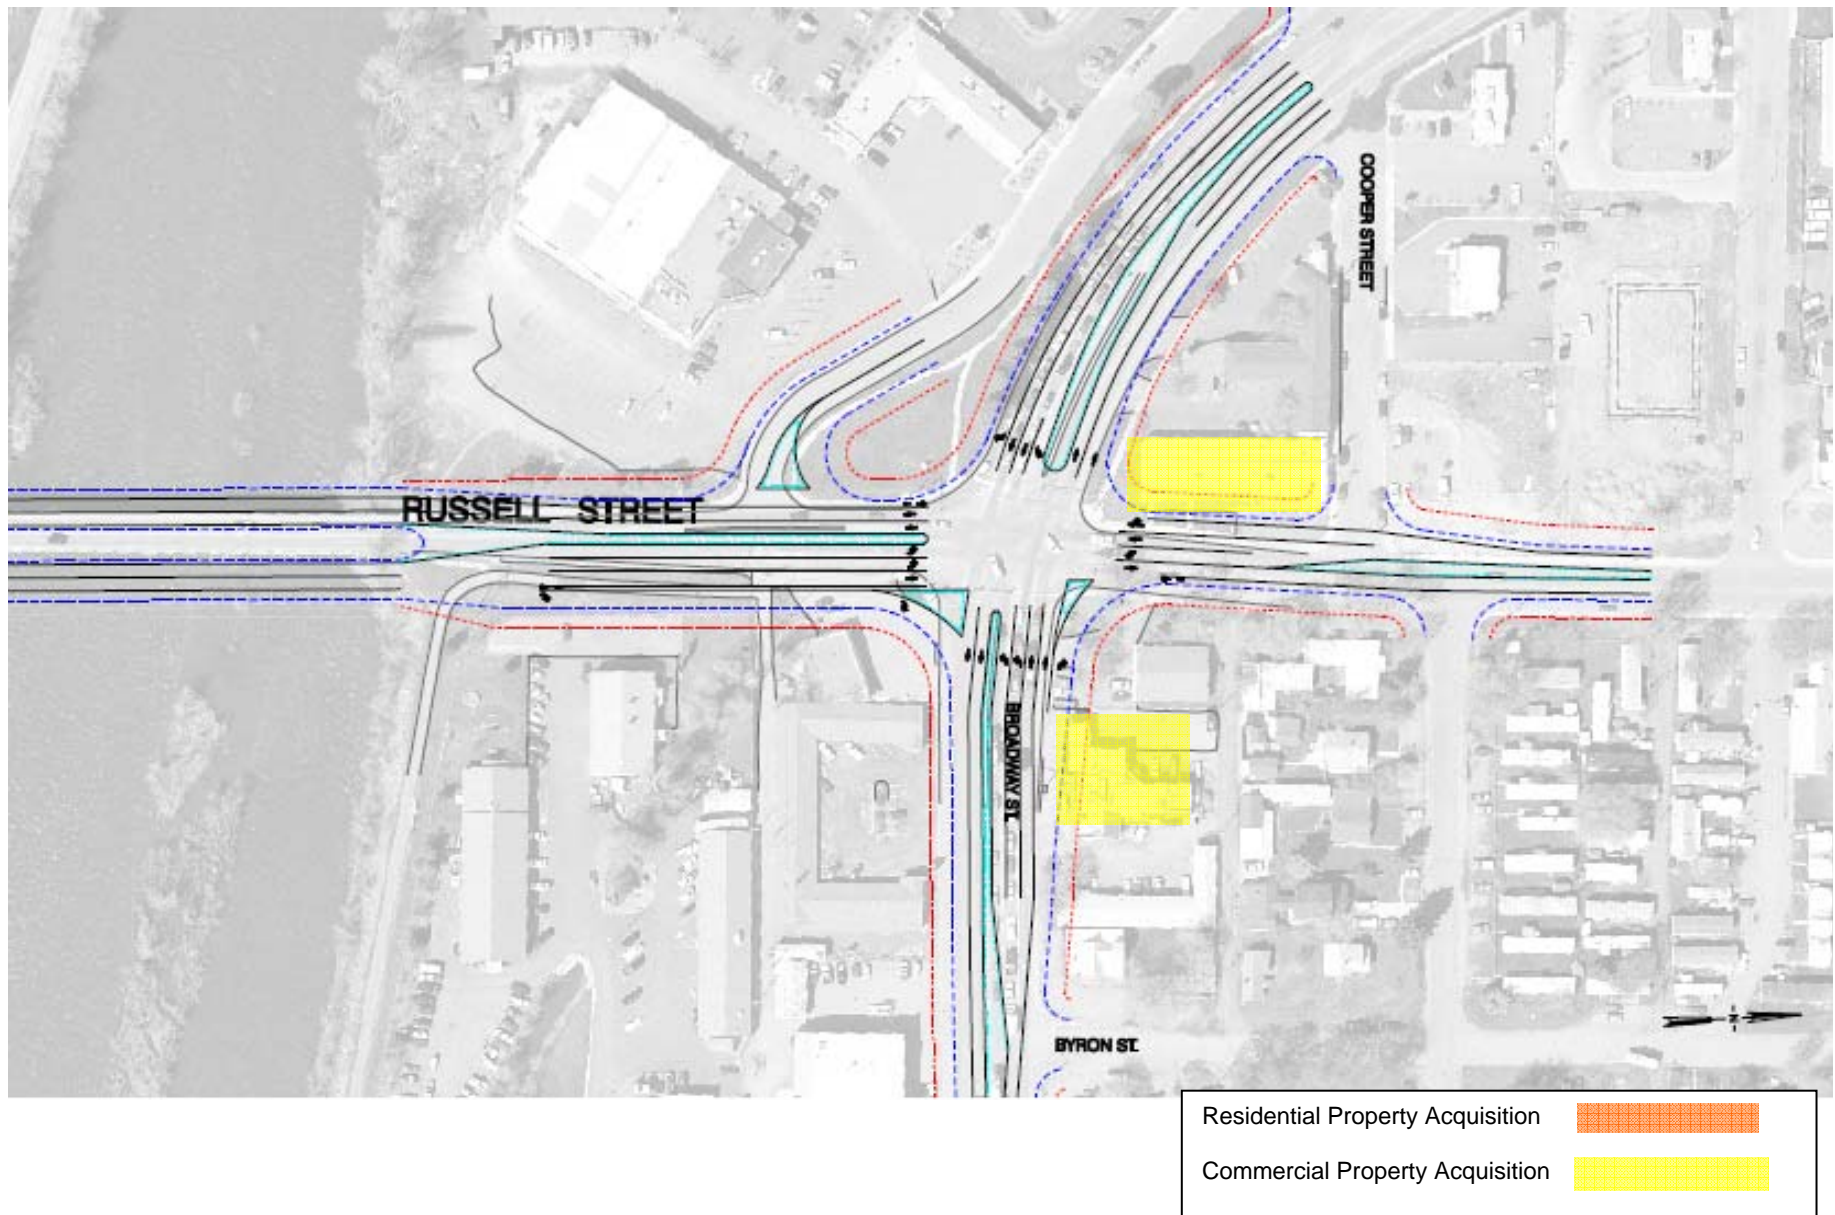 COOPER STREET
RUSSELL STREET
BROADWAY ST.
BYRON ST.
N
Residential Property Acquisition
Commercial Property Acquisition